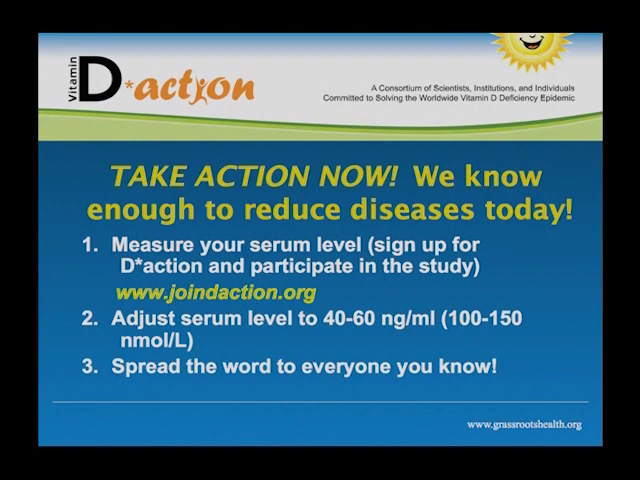 Vitamin
D*action
A Consortium of Scientists, Institutions, and Individuals
Committed to Solving the Worldwide Vitamin D Deficiency Epidemic
TAKE ACTION NOW! We know
enough to reduce diseases today!
1. Measure your serum level (sign up for
D*action and participate in the study)
www.joindaction.org
2. Adjust serum level to 40-60 ng/ml (100-150
nmol/L)
3. Spread the word to everyone you know!
www.grassrootshealth.org